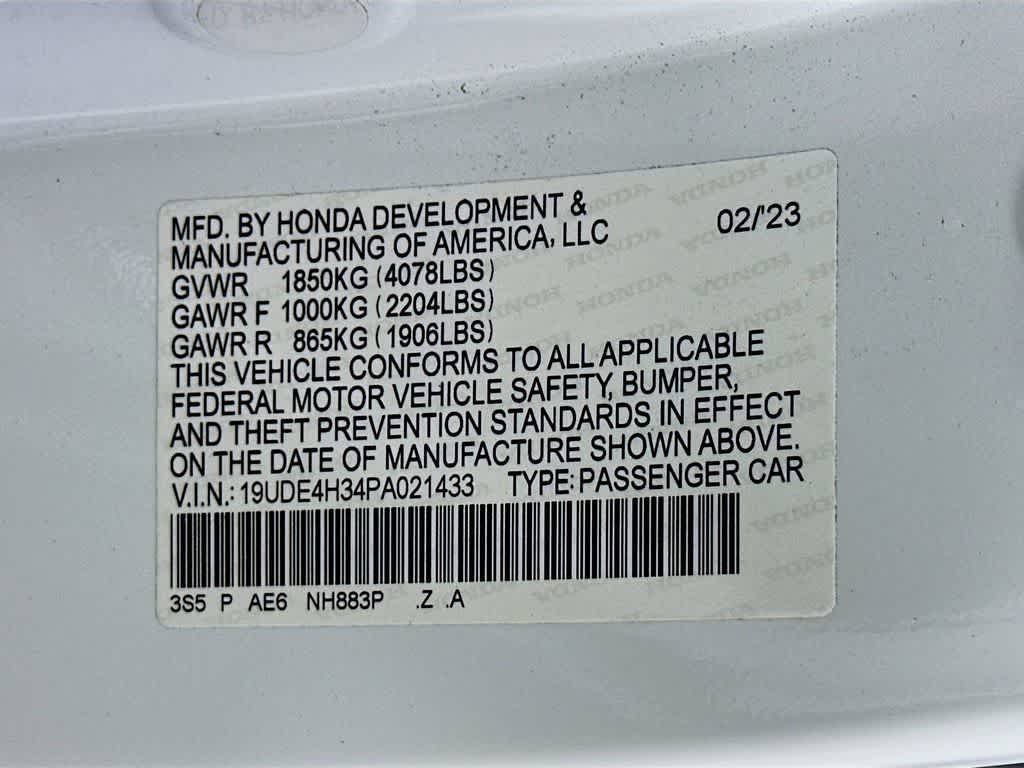 MFD. BY HONDA DEVELOPMENT & 02/'23
MANUFACTURING OF AMERICA, LLC
GVWR 1850KG (4078LBS)
GAWR F 1000KG (2204LBS)
GAWR R 865KG (1906LBS)
THIS VEHICLE CONFORMS TO ALL APPLICABLE
FEDERAL MOTOR VEHICLE SAFETY, BUMPER,
AND THEFT PREVENTION STANDARDS IN EFFECT
ON THE DATE OF MANUFACTURE SHOWN ABOVE.
V.I.N.: 19UDE4H34PA021433 TYPE: PASSENGER CAR
3S5 P AE6 NH883P .Z .A